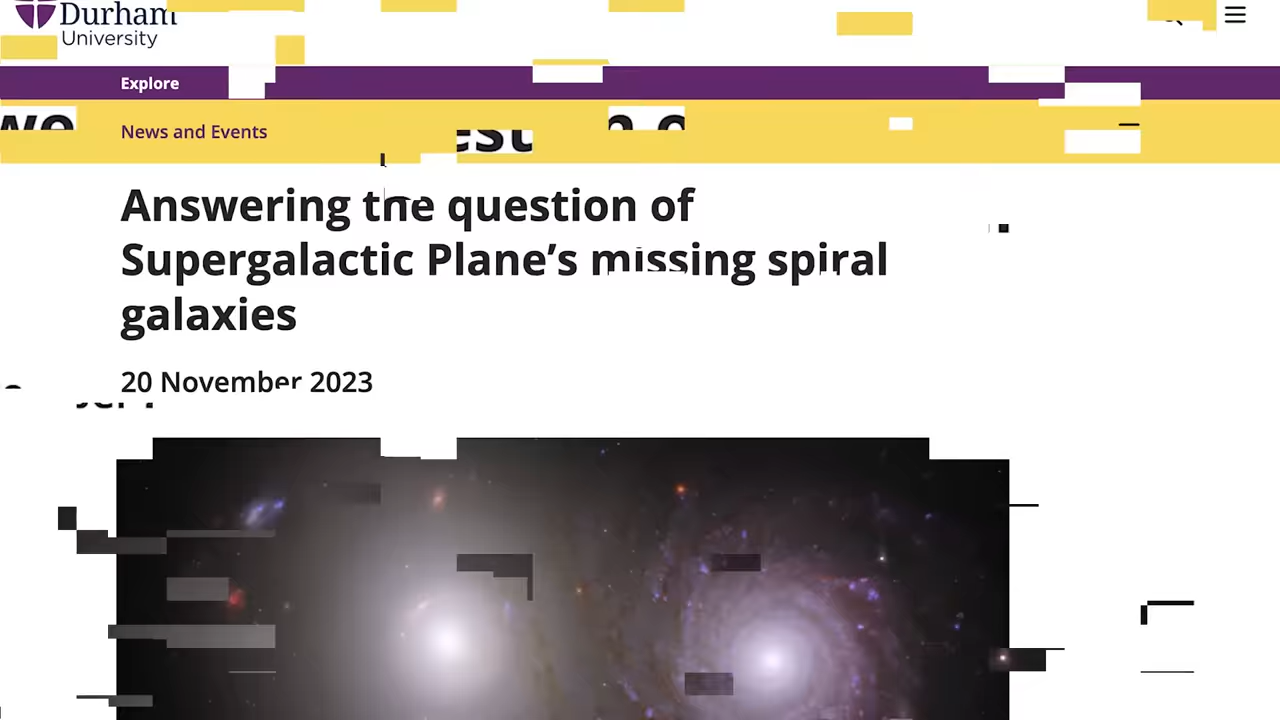 Durham
University
Explore
News and Events
Answering the question of
Supergalactic Plane’s missing spiral
galaxies
20 November 2023